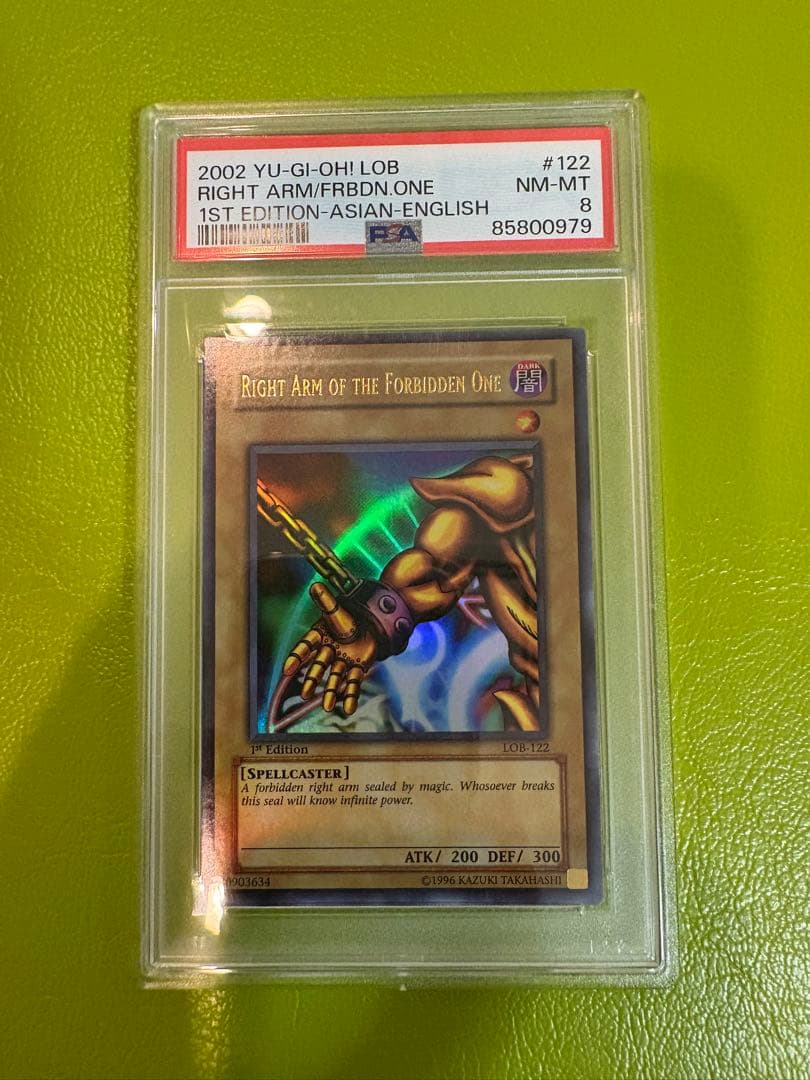 2002 YU-GI-OH! LOB #122
RIGHT ARM/FRBDN.ONE NM-MT
1ST EDITION-ASIAN-ENGLISH 8
PSA 85800979
RIGHT ARM OF THE FORBIDDEN ONE
DARK
闇
1st Edition LOB-122
[SPELLCASTER]
A forbidden right arm sealed by magic. Whosoever breaks
this seal will know infinite power.
ATK/ 200 DEF/ 300
0903634 ©1996 KAZUKI TAKAHASHI